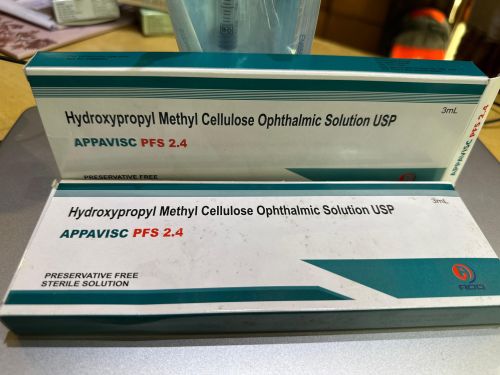 Hydroxypropyl Methyl Cellulose Ophthalmic Solution USP
3mL
APPAVISC PFS 2.4
PRESERVATIVE FREE
APPAVISC PFS 2.4
Hydroxypropyl Methyl Cellulose Ophthalmic Solution USP
3mL
APPAVISC PFS 2.4
PRESERVATIVE FREE
STERILE SOLUTION